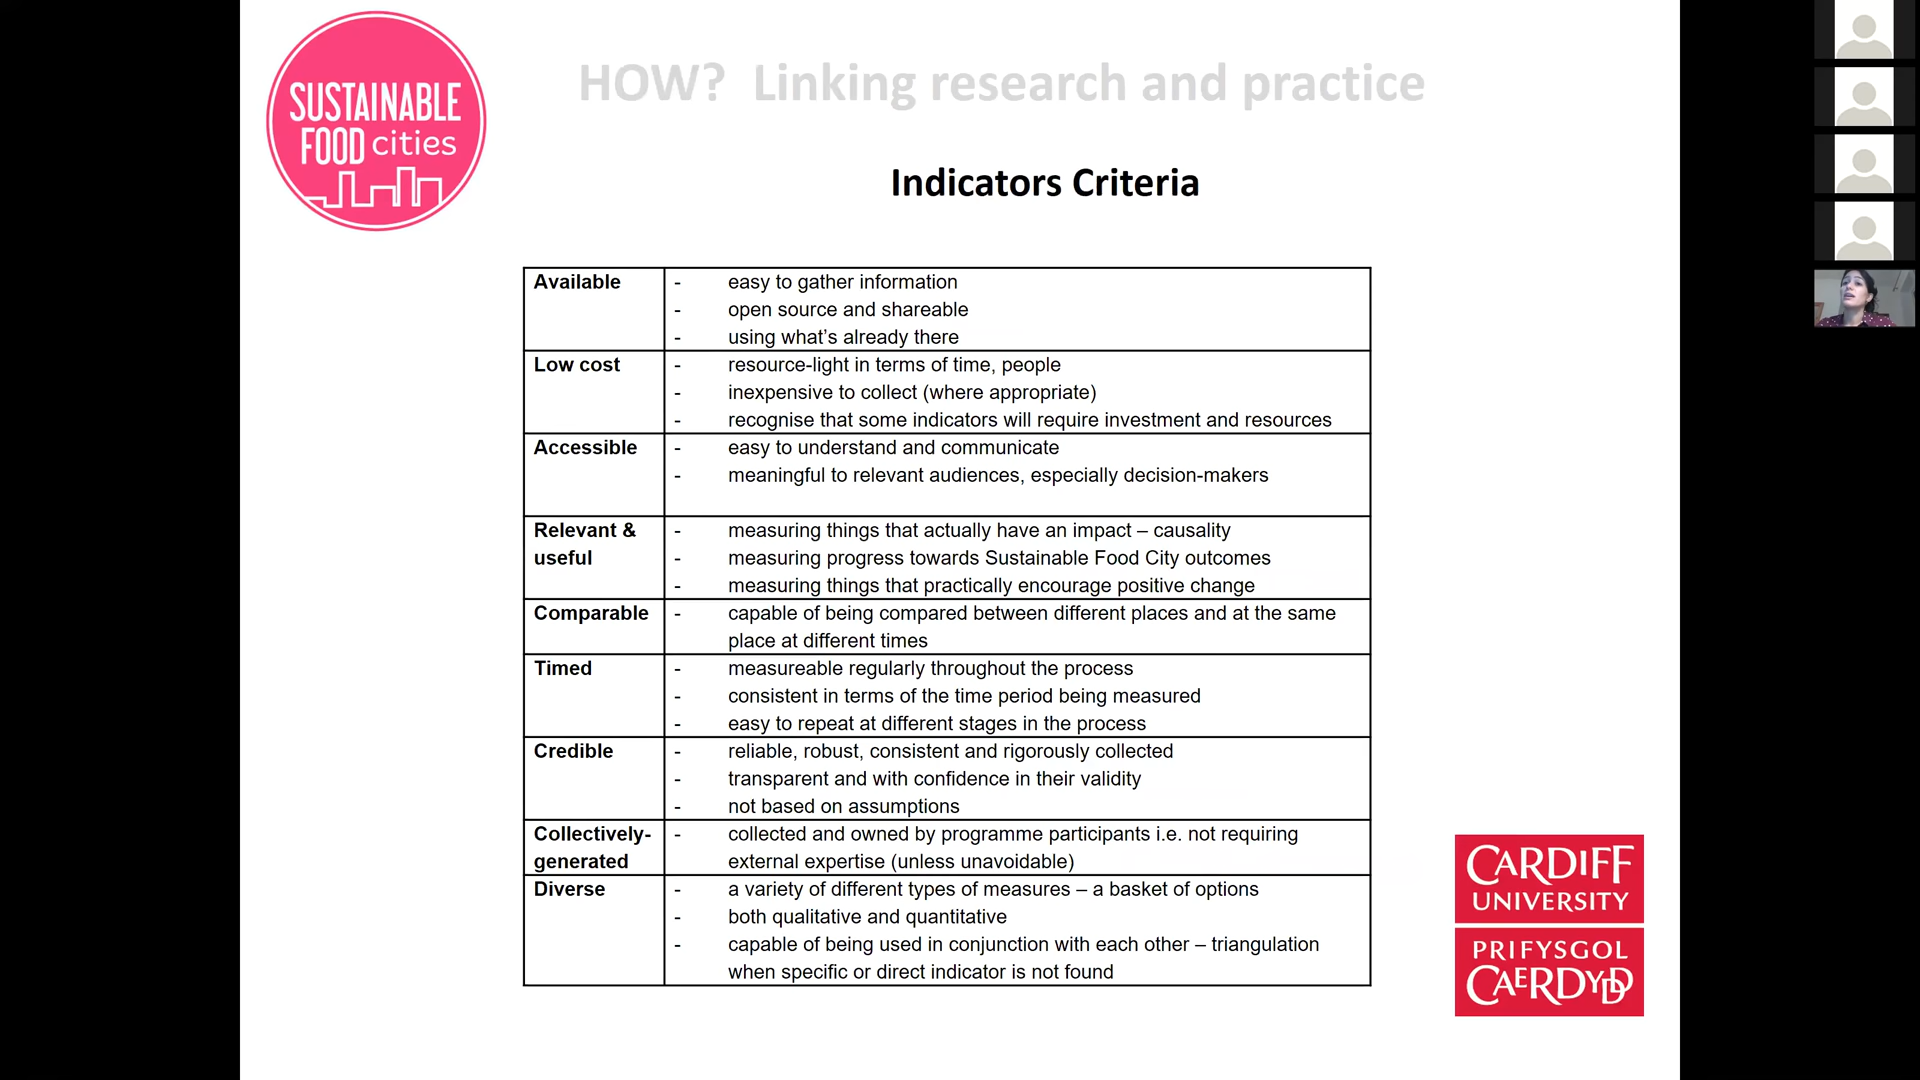 SUSTAINABLE
FOOD cities
HOW? Linking research and practice
Indicators Criteria
Available
- easy to gather information
- open source and shareable
- using what’s already there
Low cost
- resource-light in terms of time, people
- inexpensive to collect (where appropriate)
- recognise that some indicators will require investment and resources
Accessible
- easy to understand and communicate
- meaningful to relevant audiences, especially decision-makers
Relevant &
useful
- measuring things that actually have an impact – causality
- measuring progress towards Sustainable Food City outcomes
- measuring things that practically encourage positive change
Comparable
- capable of being compared between different places and at the same
place at different times
Timed
- measureable regularly throughout the process
- consistent in terms of the time period being measured
- easy to repeat at different stages in the process
Credible
- reliable, robust, consistent and rigorously collected
- transparent and with confidence in their validity
- not based on assumptions
Collectively-
generated
- collected and owned by programme participants i.e. not requiring
external expertise (unless unavoidable)
Diverse
- a variety of different types of measures – a basket of options
- both qualitative and quantitative
- capable of being used in conjunction with each other – triangulation
when specific or direct indicator is not found
CARDIFF
UNIVERSITY
PRIFYSGOL
CAERDYDD